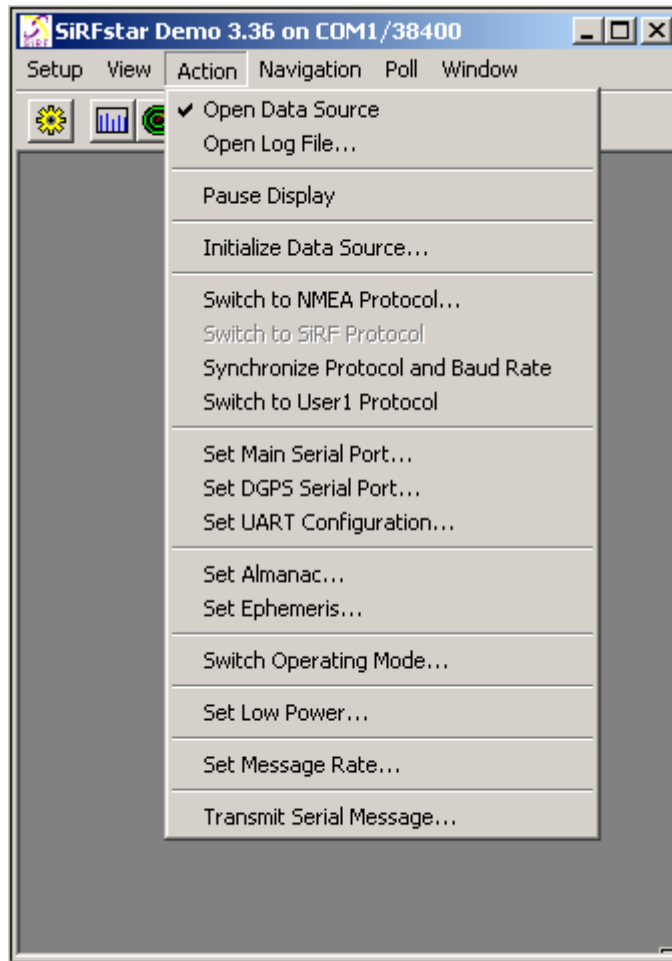 SiRFstar Demo 3.36 on COM1/38400
Setup View Action Navigation Poll Window
Open Data Source
Open Log File...
Pause Display
Initialize Data Source...
Switch to NMEA Protocol...
Switch to SiRF Protocol
Synchronize Protocol and Baud Rate
Switch to User1 Protocol
Set Main Serial Port...
Set DGPS Serial Port...
Set UART Configuration...
Set Almanac...
Set Ephemeris...
Switch Operating Mode...
Set Low Power...
Set Message Rate...
Transmit Serial Message...